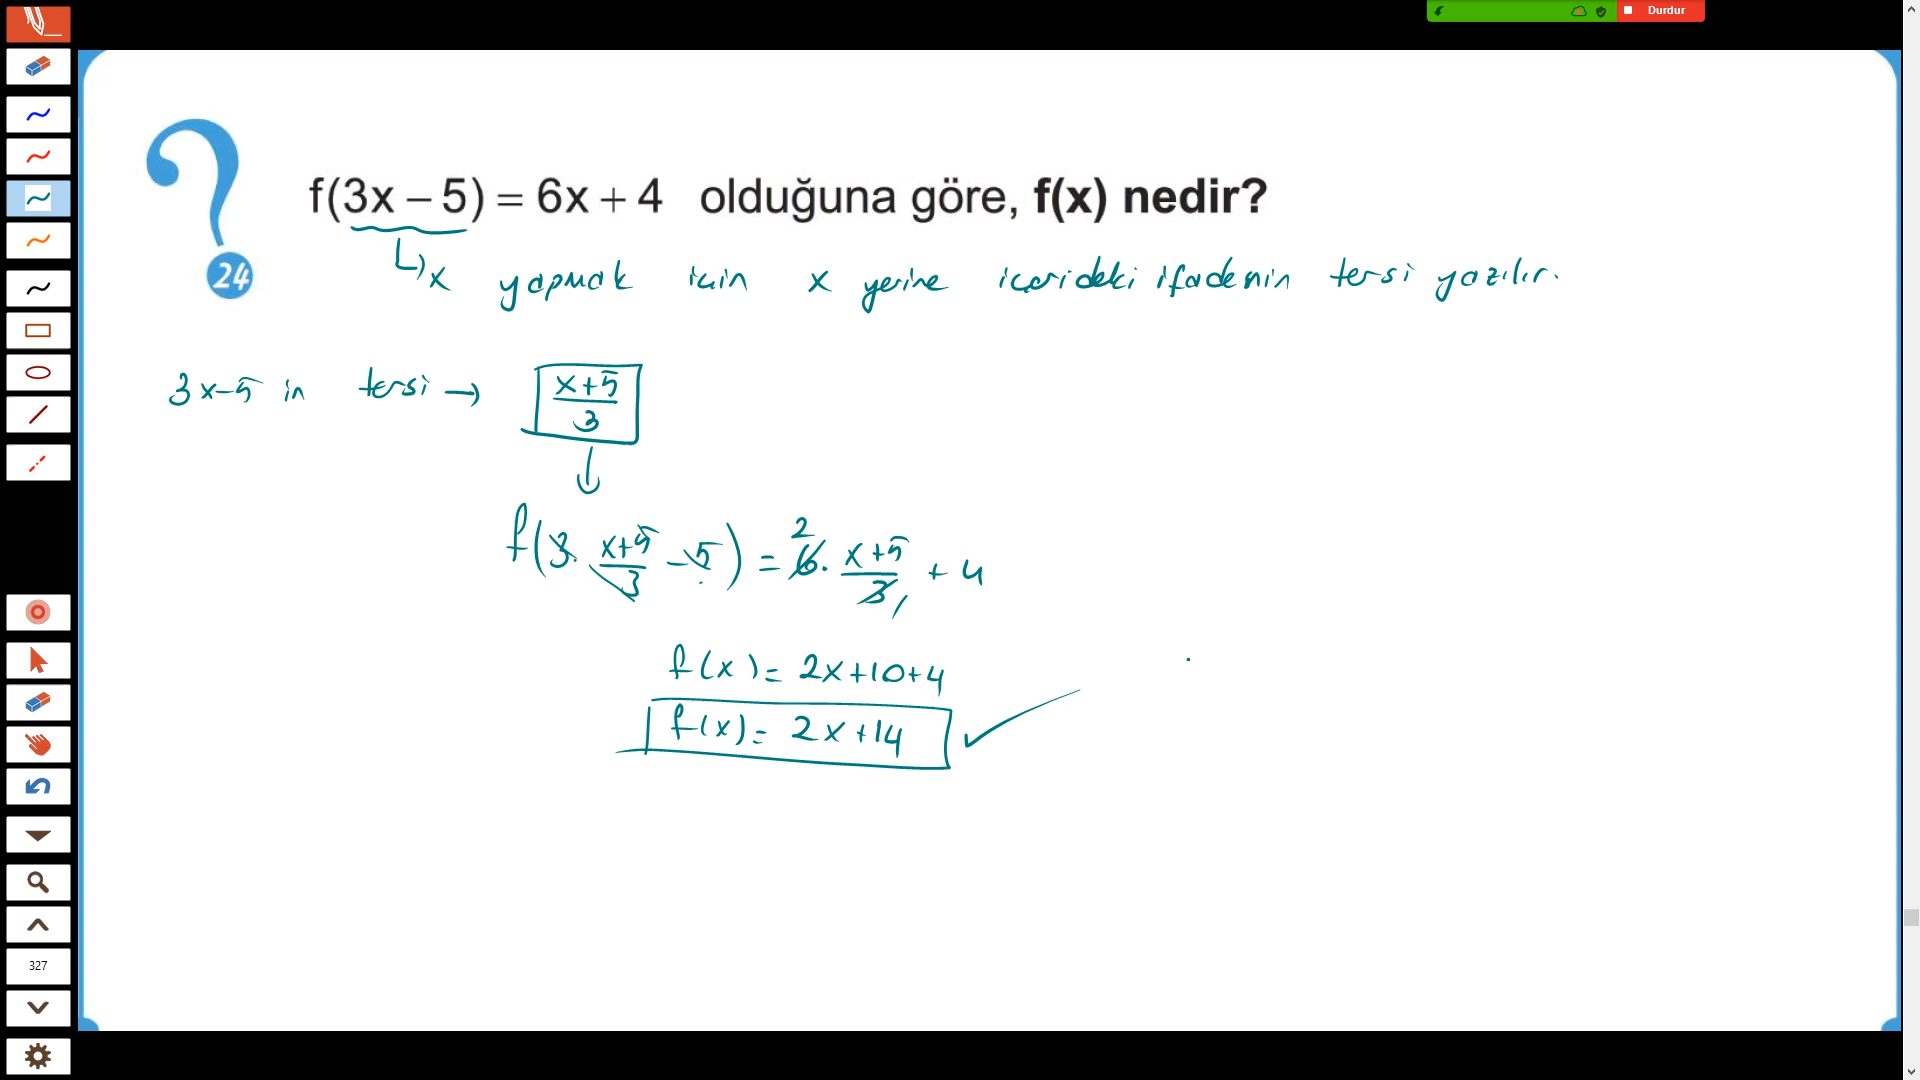 Durdur
f(3x – 5) = 6x + 4 olduğuna göre, f(x) nedir?
24
x yapmak için x yerine içerideki ifadenin tersi yazılır.
3x-5 in tersi → x+5/3
f(3. x+5/3 - 5) = 2 6. x+5/3 + 4
f(x) = 2x+10+4
f(x) = 2x+14
327